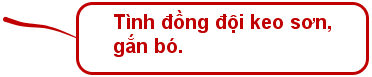 Tình đồng đội keo sơn,
gắn bó.